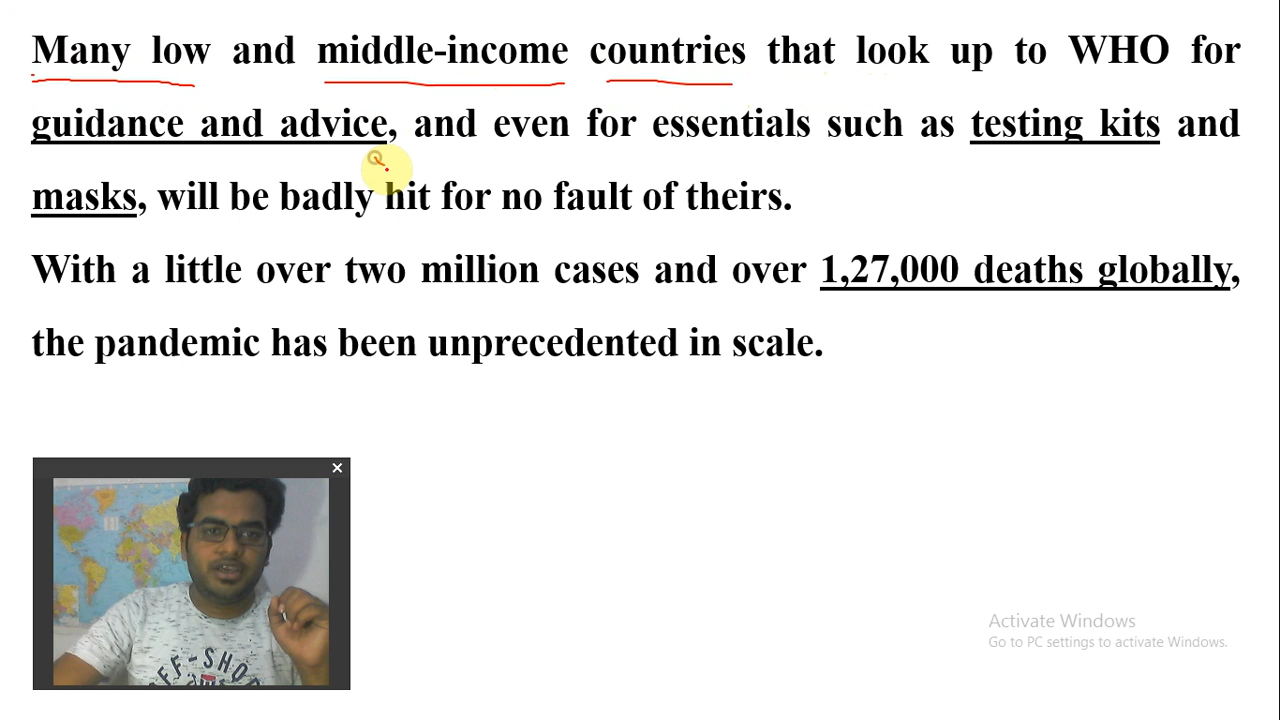 Many low and middle-income countries that look up to WHO for
guidance and advice, and even for essentials such as testing kits and
masks, will be badly hit for no fault of theirs.
With a little over two million cases and over 1,27,000 deaths globally,
the pandemic has been unprecedented in scale.
Activate Windows
Go to PC settings to activate Windows.